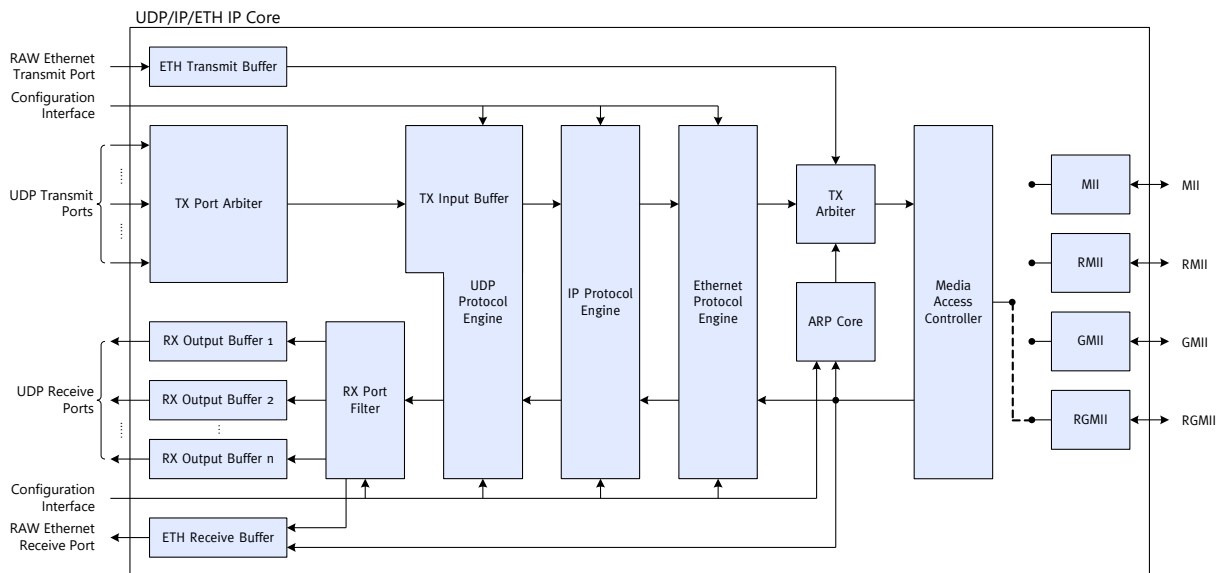 UDP/IP/ETH IP Core
RAW Ethernet
Transmit Port
ETH Transmit Buffer
Configuration
Interface
UDP Transmit
Ports
TX Port Arbiter
TX Input Buffer
UDP
Protocol
Engine
IP Protocol
Engine
Ethernet
Protocol
Engine
TX
Arbiter
ARP Core
Media
Access
Controller
MII
MII
RMII
RMII
GMII
GMII
RGMII
RGMII
UDP Receive
Ports
RX Output Buffer 1
RX Output Buffer 2
RX Output Buffer n
RX Port
Filter
Configuration
Interface
RAW Ethernet
Receive Port
ETH Receive Buffer